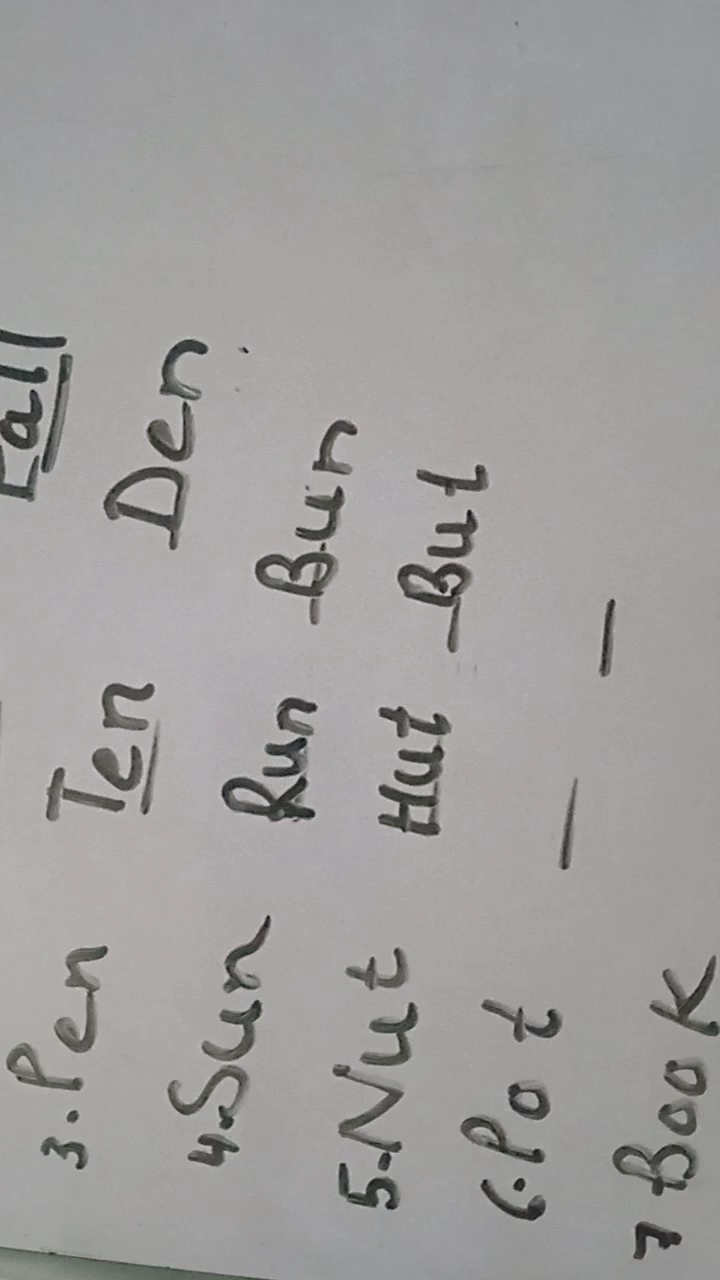 Fall
3. Pen Ten Den
4. Sun Run Bun
5. Nut Hut But
6. Pot _ _
7 Book